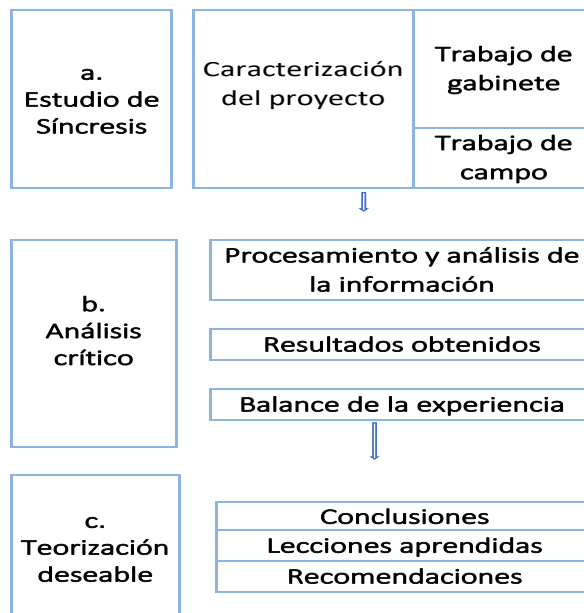 a.
Estudio de
Síncresis
Caracterización
del proyecto
Trabajo de
gabinete
Trabajo de
campo
b.
Análisis
crítico
Procesamiento y análisis de
la información
Resultados obtenidos
Balance de la experiencia
c.
Teorización
deseable
Conclusiones
Lecciones aprendidas
Recomendaciones